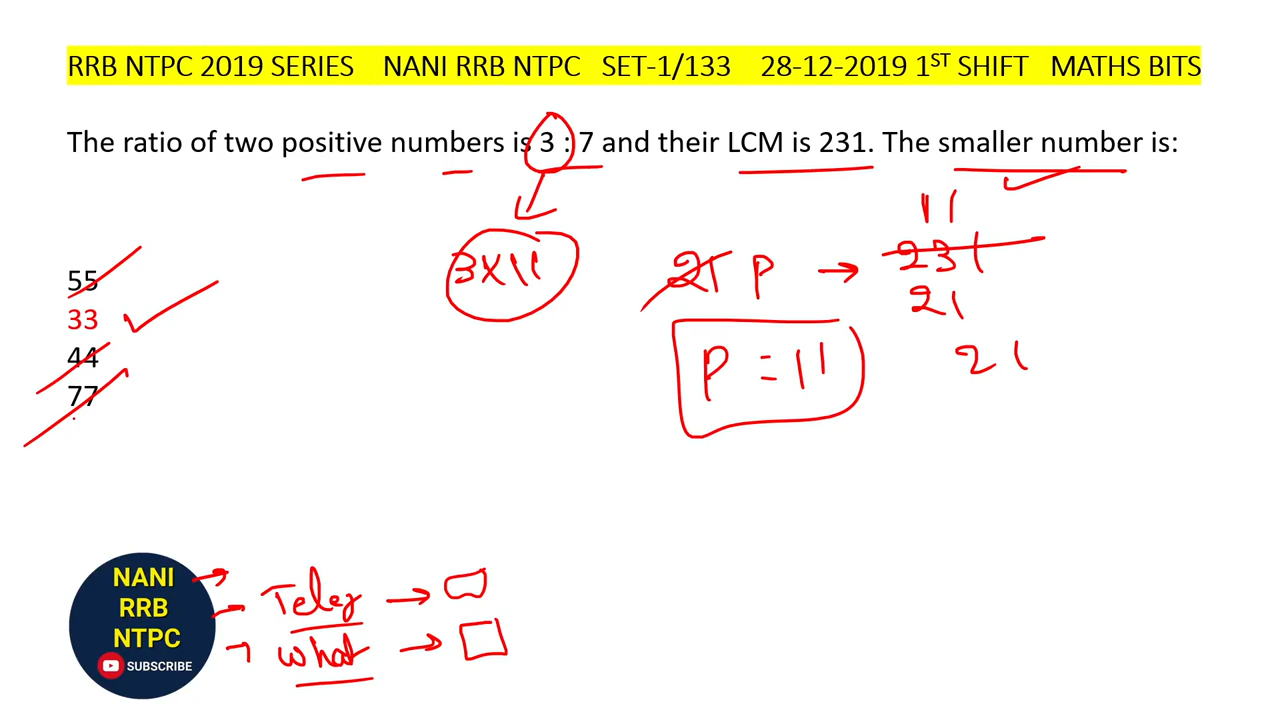 RRB NTPC 2019 SERIES NANI RRB NTPC SET-1/133 28-12-2019 1ST SHIFT MATHS BITS
The ratio of two positive numbers is 3 : 7 and their LCM is 231. The smaller number is:
11
55
3X11
21 P → 231
33
21
44
P = 11
21
77
NANI
RRB
NTPC
SUBSCRIBE
Teleg →
what →